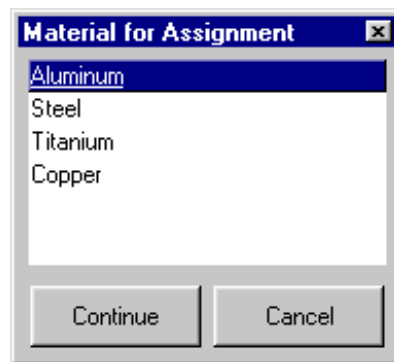 Material for Assignment
Aluminum
Steel
Titanium
Copper
Continue Cancel